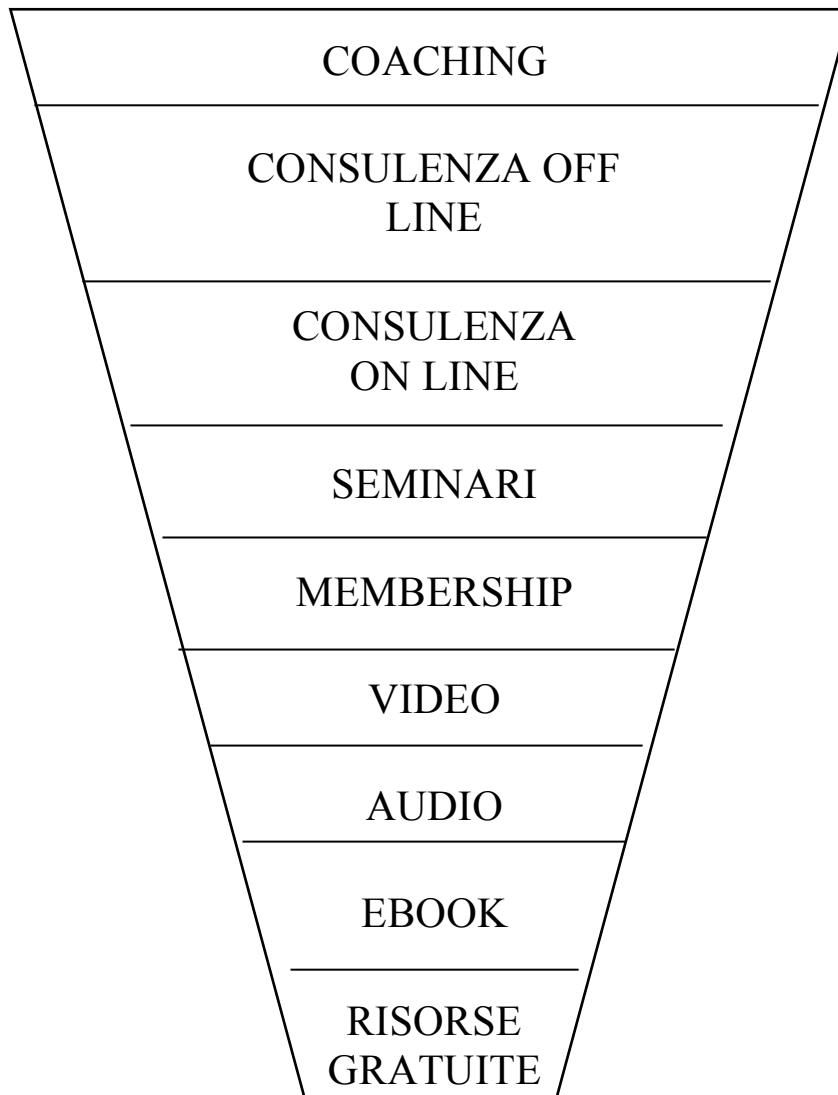 COACHING
CONSULENZA OFF
LINE
CONSULENZA
ON LINE
SEMINARI
MEMBERSHIP
VIDEO
AUDIO
EBOOK
RISORSE
GRATUITE